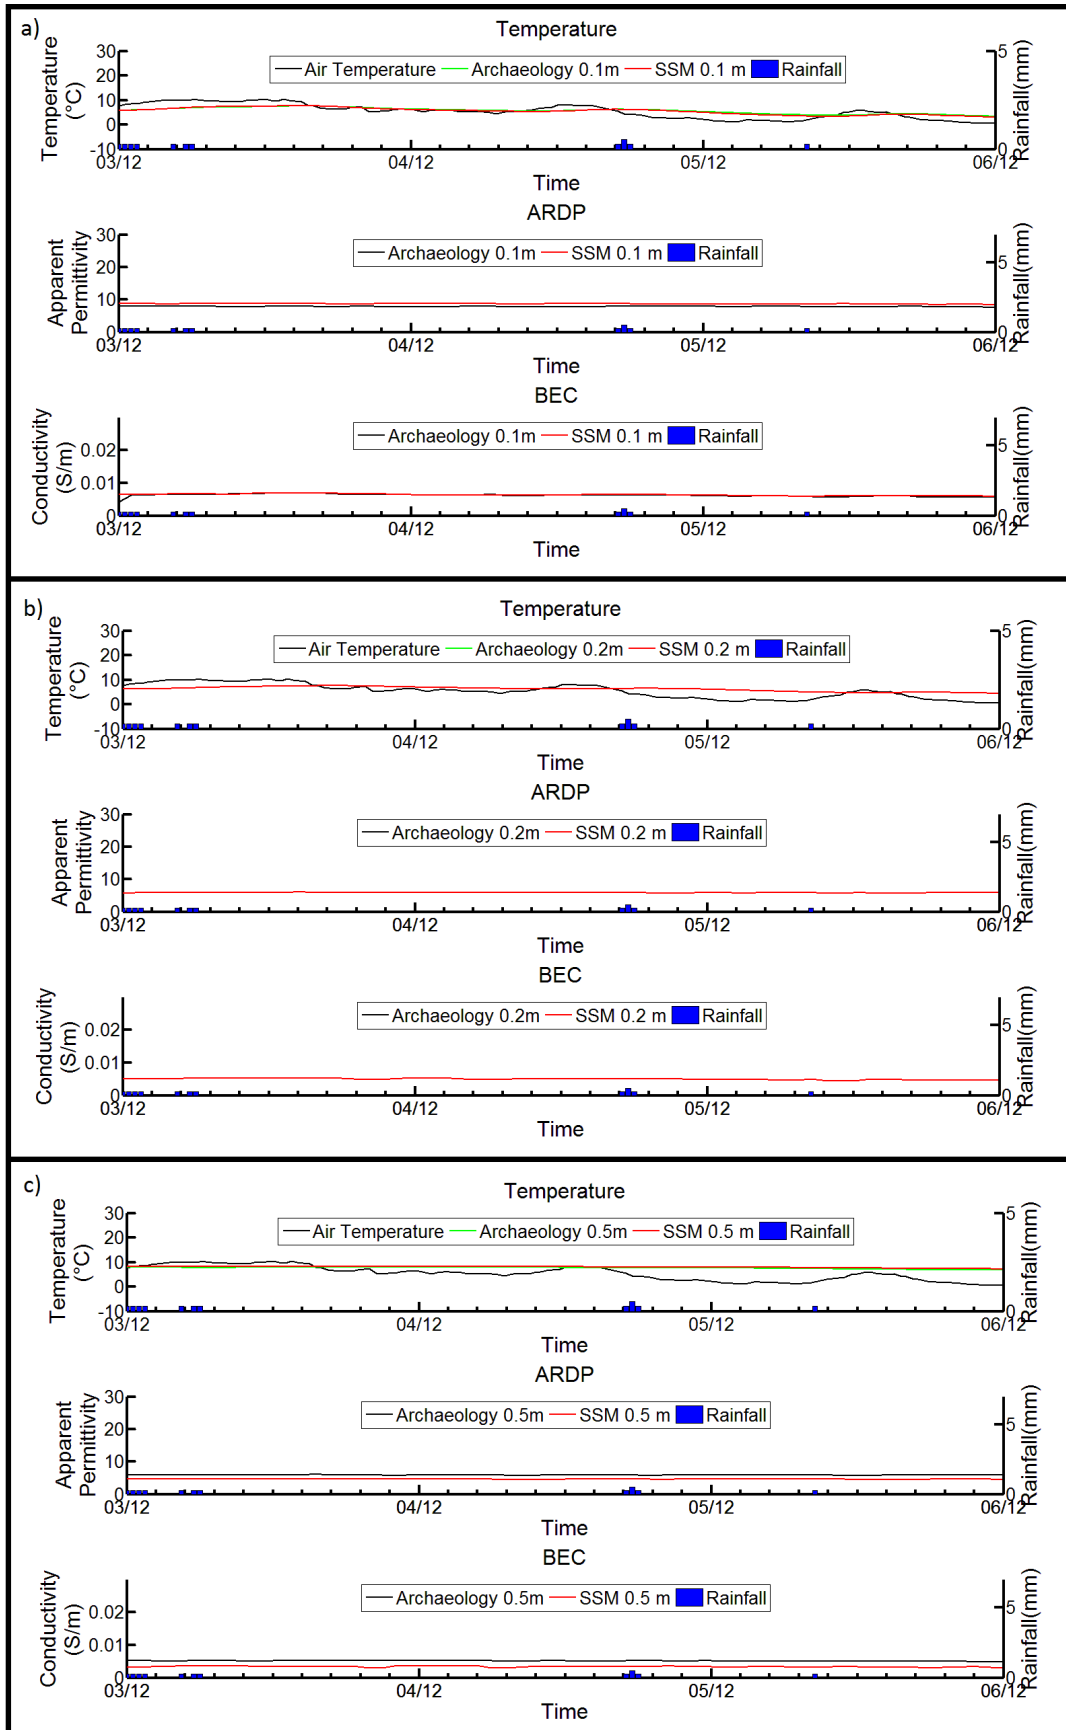 a)
Temperature
Air Temperature Archaeology 0.1m SSM 0.1 m Rainfall
Temperature
(°C)
30
20
10
0
-10
5
0
Rainfall(mm)
03/12 04/12 05/12 06/12
Time
ARDP
Archaeology 0.1m SSM 0.1 m Rainfall
Apparent
Permittivity
30
20
10
0
5
0
Rainfall(mm)
03/12 04/12 05/12 06/12
Time
BEC
Archaeology 0.1m SSM 0.1 m Rainfall
Conductivity
(S/m)
0.02
0.01
0
5
0
Rainfall(mm)
03/12 04/12 05/12 06/12
Time
b)
Temperature
Air Temperature Archaeology 0.2m SSM 0.2 m Rainfall
Temperature
(°C)
30
20
10
0
-10
5
0
Rainfall(mm)
03/12 04/12 05/12 06/12
Time
ARDP
Archaeology 0.2m SSM 0.2 m Rainfall
Apparent
Permittivity
30
20
10
0
5
0
Rainfall(mm)
03/12 04/12 05/12 06/12
Time
BEC
Archaeology 0.2m SSM 0.2 m Rainfall
Conductivity
(S/m)
0.02
0.01
0
5
0
Rainfall(mm)
03/12 04/12 05/12 06/12
Time
c)
Temperature
Air Temperature Archaeology 0.5m SSM 0.5 m Rainfall
Temperature
(°C)
30
20
10
0
-10
5
0
Rainfall(mm)
03/12 04/12 05/12 06/12
Time
ARDP
Archaeology 0.5m SSM 0.5 m Rainfall
Apparent
Permittivity
30
20
10
0
5
0
Rainfall(mm)
03/12 04/12 05/12 06/12
Time
BEC
Archaeology 0.5m SSM 0.5 m Rainfall
Conductivity
(S/m)
0.02
0.01
0
5
0
Rainfall(mm)
03/12 04/12 05/12 06/12
Time